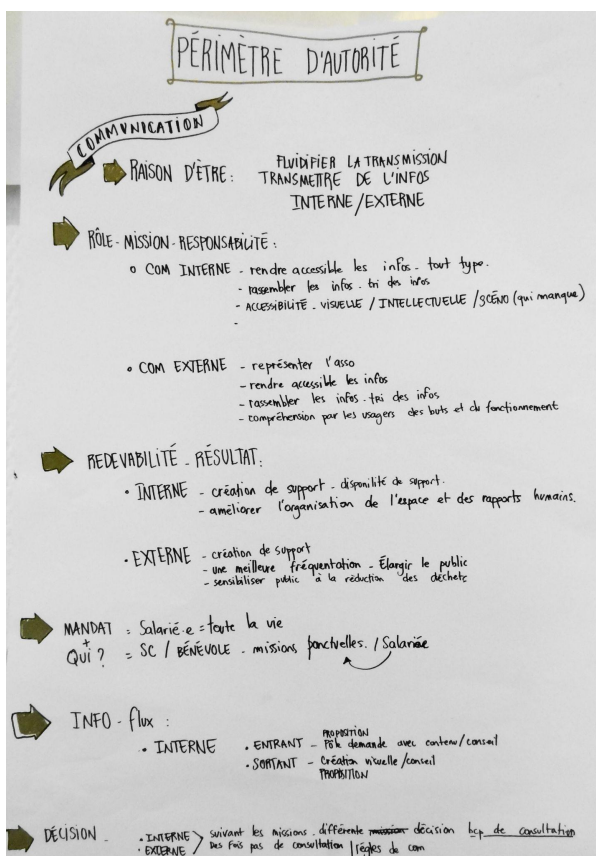 PÉRIMÈTRE D'AUTORITÉ
COMMUNICATION
RAISON D'ÊTRE : FLUIDIFIER LA TRANSMISSION
TRANSMETTRE DE L'INFOS
INTERNE/EXTERNE
RÔLE - MISSION - RESPONSABILITÉ :
COM INTERNE - rendre accessible les infos - tout type.
- rassembler les infos - tri des infos
- ACCESSIBILITÉ - VISUELLE / INTELLECTUELLE / SCÉNO (qui manque)
-
COM EXTERNE - représenter l'asso
- rendre accessible les infos
- rassembler les infos - tri des infos
- compréhension par les usagers des buts et du fonctionnement
REDEVABILITÉ - RÉSULTAT :
• INTERNE - création de support - disponilité de support.
- améliorer l'organisation de l'espace et des rapports humains.
• EXTERNE - création de support
- une meilleure fréquentation - Élargir le public
- sensibiliser public à la réduction des déchets
MANDAT = Salarié·e = toute la vie
+
QUI ? = SC / BÉNÉVOLE - missions ponctuelles. / Salariée
INFO - flux :
PROPOSITION
• INTERNE • ENTRANT - Pôle demande avec contenu/conseil
• SORTANT - Création visuelle/conseil
PROPOSITION
DÉCISION - • INTERNE > suivant les missions - différente mission décision bcp de consultation
• EXTERNE Des fois pas de consultation | règles de com